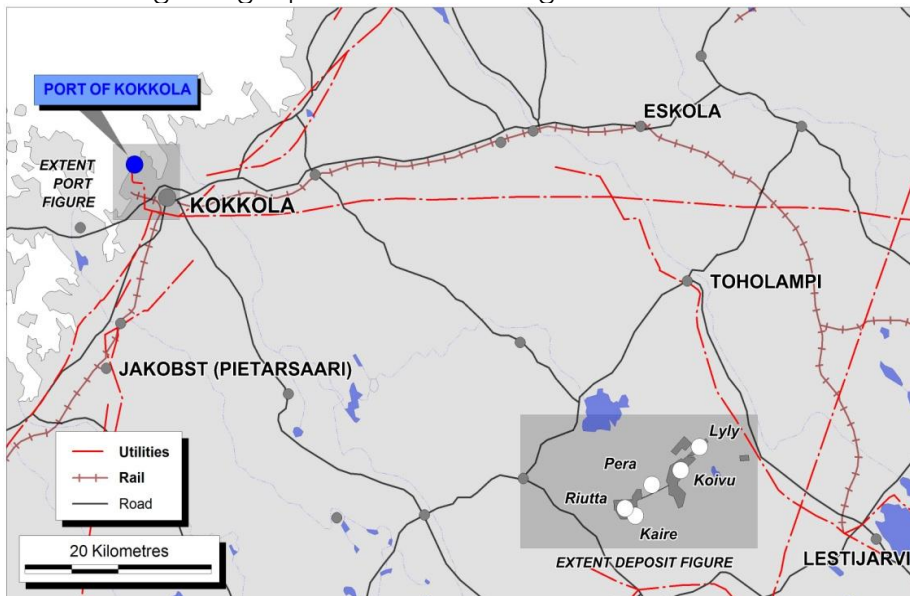 PORT OF KOKKOLA
ESKOLA
EXTENT
PORT
FIGURE
KOKKOLA
TOHOLAMPI
JAKOBST (PIETARSAARI)
Lyly
Utilities
Pera
Koivu
Rail
Riutta
Road
Kaire
20 Kilometres
EXTENT DEPOSIT FIGURE
LESTIJARVI